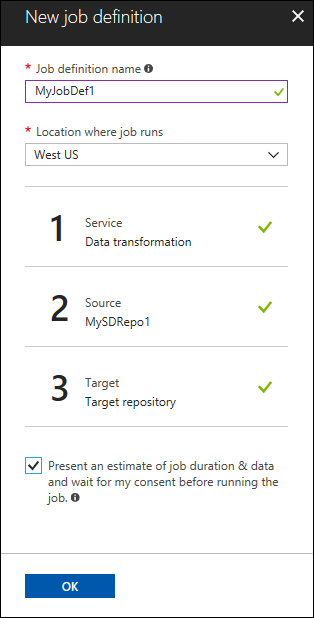 New job definition
* Job definition name
MyJobDef1
* Location where job runs
West US
1 Service
Data transformation
2 Source
MySDRepo1
3 Target
Target repository
Present an estimate of job duration & data
and wait for my consent before running the
job.
OK